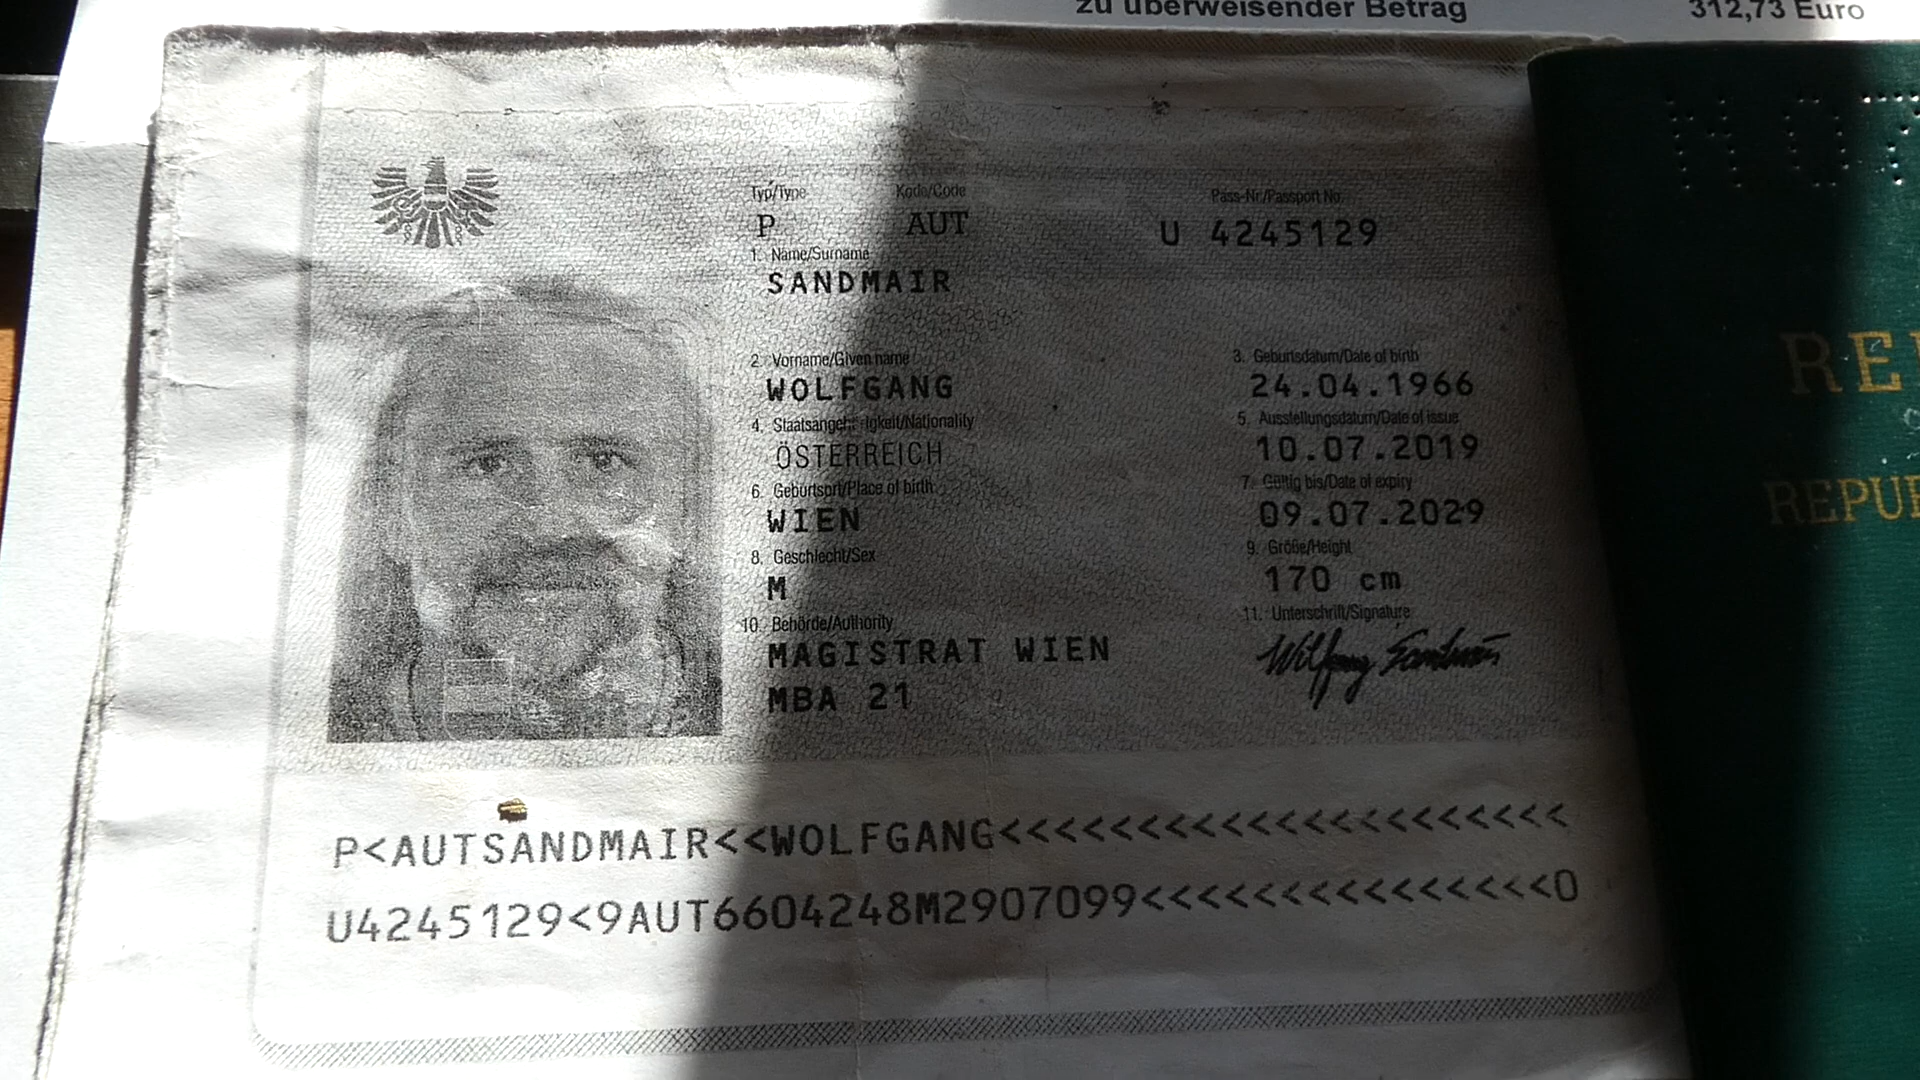 zu überweisender Betrag 312,73 Euro
Typ/Type Kode/Code Pass-Nr./Passport No.
P AUT U 4245129
1. Name/Surname
SANDMAIR
2. Vorname/Given name 3. Geburtsdatum/Date of birth
WOLFGANG 24.04.1966
4. Staatsangehörigkeit/Nationality 5. Ausstellungsdatum/Date of issue
ÖSTERREICH 10.07.2019
6. Geburtsort/Place of birth 7. Gültig bis/Date of expiry
WIEN 09.07.2029
8. Geschlecht/Sex 9. Größe/Height
M 170 cm
10. Behörde/Authority 11. Unterschrift/Signature
MAGISTRAT WIEN
MBA 21
Wolfgang Sandmair
P<AUTSANDMAIR<<WOLFGANG<<<<<<<<<<<<<<<<<<<<<
U4245129<9AUT6604248M2907099<<<<<<<<<<<<<<<0